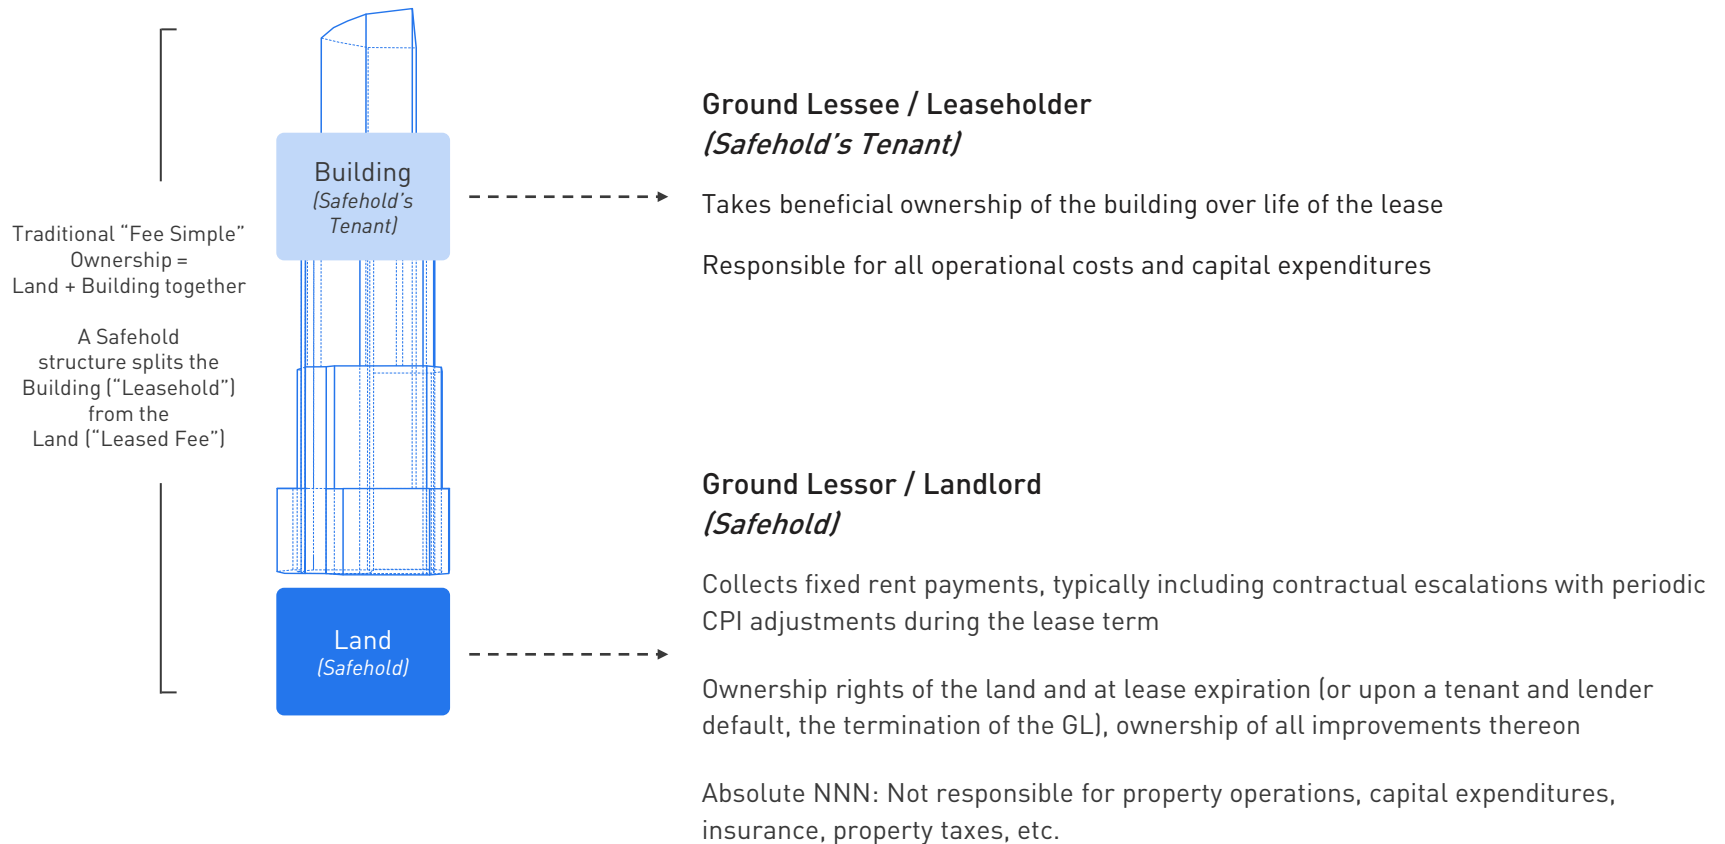 Traditional “Fee Simple”
Ownership =
Land + Building together
A Safehold
structure splits the
Building (“Leasehold”)
from the
Land (“Leased Fee”)
Building
(Safehold’s
Tenant)
Land
(Safehold)
Ground Lessee / Leaseholder
(Safehold’s Tenant)
Takes beneficial ownership of the building over life of the lease
Responsible for all operational costs and capital expenditures
Ground Lessor / Landlord
(Safehold)
Collects fixed rent payments, typically including contractual escalations with periodic
CPI adjustments during the lease term
Ownership rights of the land and at lease expiration (or upon a tenant and lender
default, the termination of the GL), ownership of all improvements thereon
Absolute NNN: Not responsible for property operations, capital expenditures,
insurance, property taxes, etc.